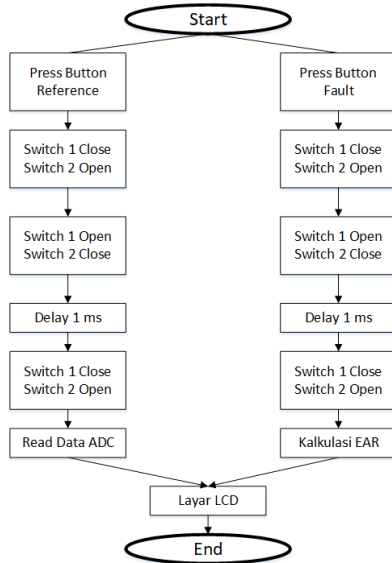 Start
Press Button
Reference
Switch 1 Close
Switch 2 Open
Switch 1 Open
Switch 2 Close
Delay 1 ms
Switch 1 Close
Switch 2 Open
Read Data ADC
Press Button
Fault
Switch 1 Close
Switch 2 Open
Switch 1 Open
Switch 2 Close
Delay 1 ms
Switch 1 Close
Switch 2 Open
Kalkulasi EAR
Layar LCD
End